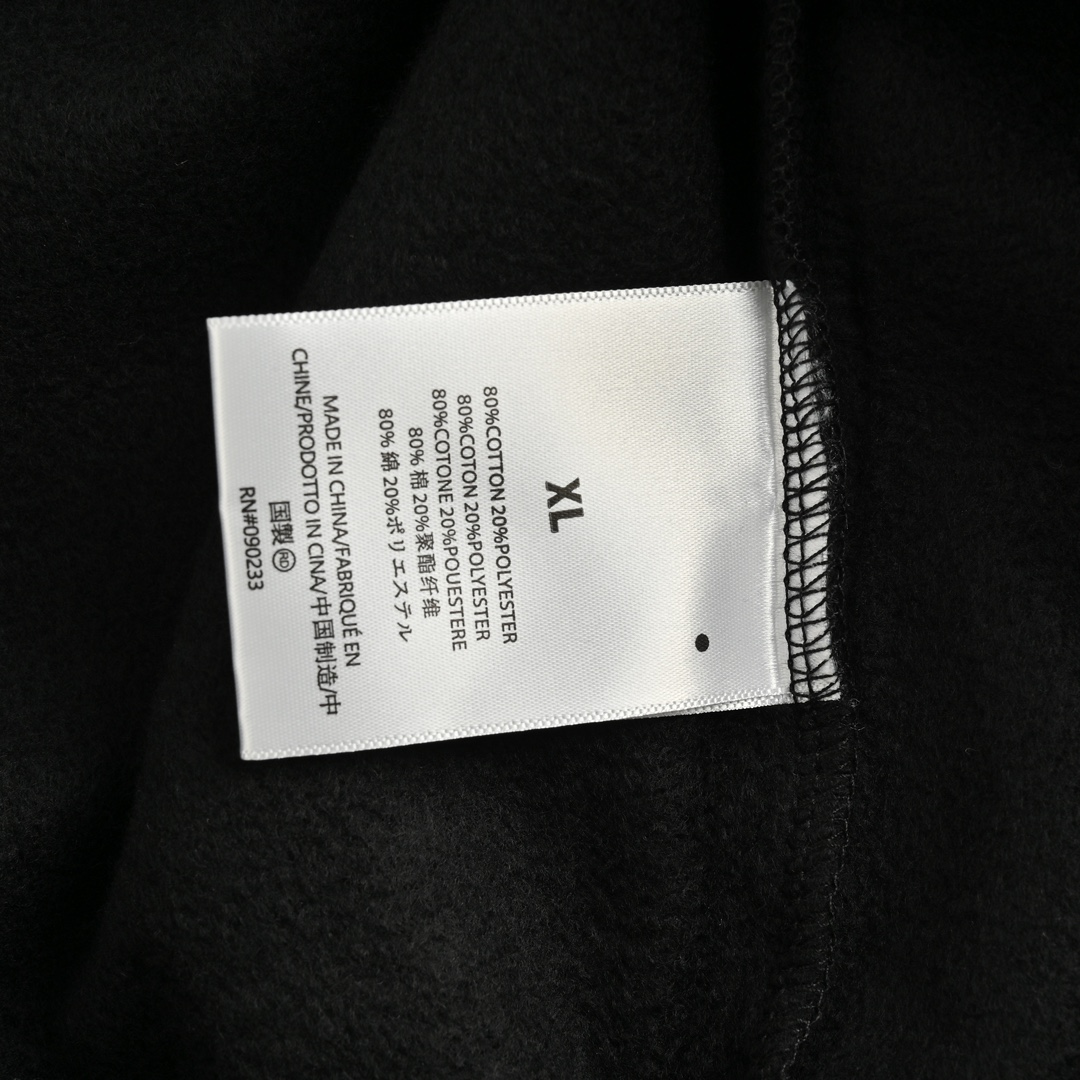 XL
80%COTTON 20%POLYESTER
80%COTON 20%POLYESTER
80%COTONE 20%POUESTERE
80% 棉 20%聚酯纤维
80% 綿 20%ポリエステル
MADE IN CHINA/FABRIQUÉ EN
CHINE/PRODOTTO IN CINA/中国制造/中
国製 RD
RN#090233